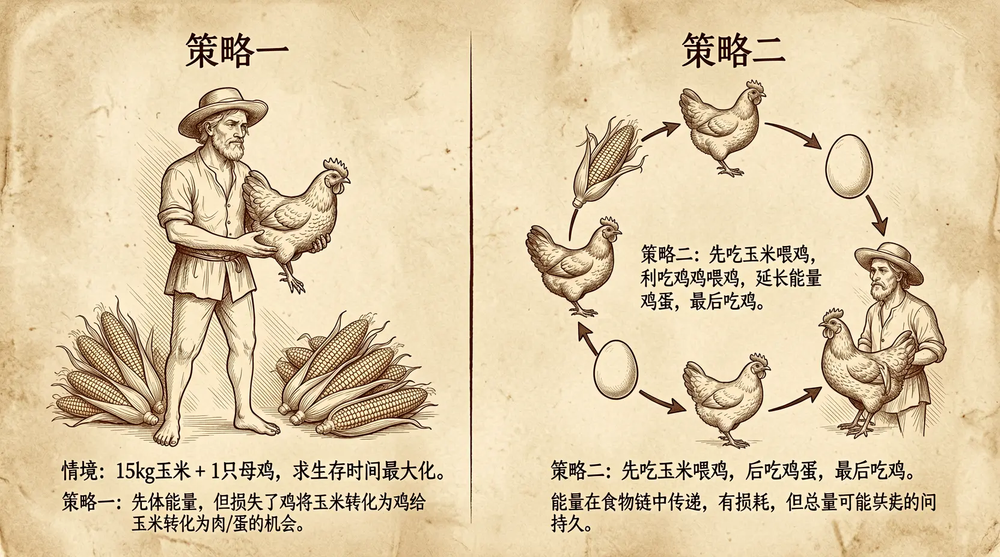 策略一
情境：15kg玉米 + 1只母鸡，求生存时间最大化。
策略一：先体能量，但损失了鸡将玉米转化为鸡给
玉米转化为肉/蛋的机会。
策略二
策略二：先吃玉米喂鸡，
利吃鸡鸡喂鸡，延长能量
鸡蛋，最后吃鸡。
策略二：先吃玉米喂鸡，后吃鸡蛋，最后吃鸡。
能量在食物链中传递，有损耗，但总量可能的问
持久。